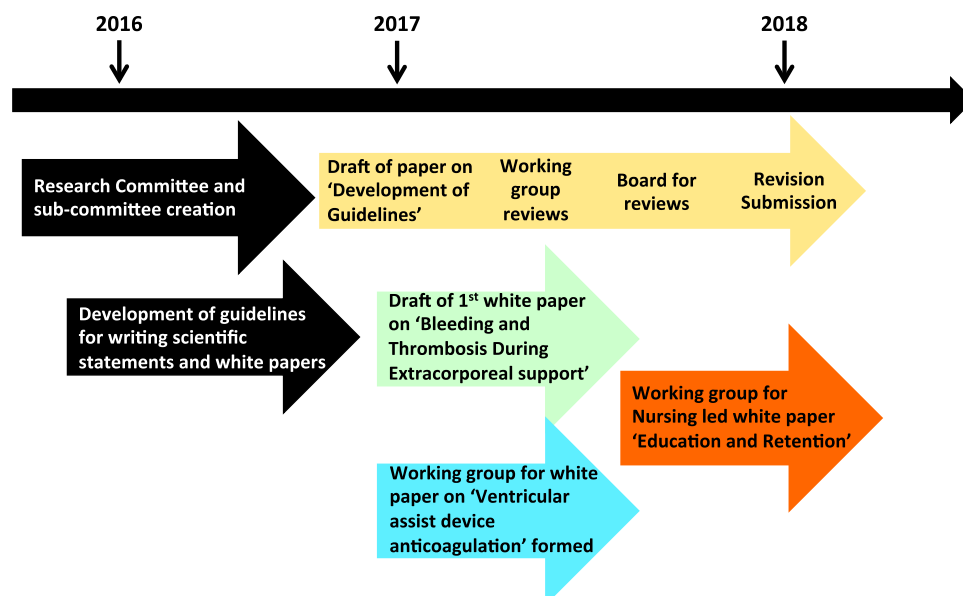 2016
2017
2018
Research Committee and
sub-committee creation
Draft of paper on
‘Development of
Guidelines’
Working
group
reviews
Board for
reviews
Revision
Submission
Development of guidelines
for writing scientific
statements and white papers
Draft of 1st white paper
on ‘Bleeding and
Thrombosis During
Extracorporeal support’
Working group for
Nursing led white paper
‘Education and Retention’
Working group for white
paper on ‘Ventricular
assist device
anticoagulation’ formed